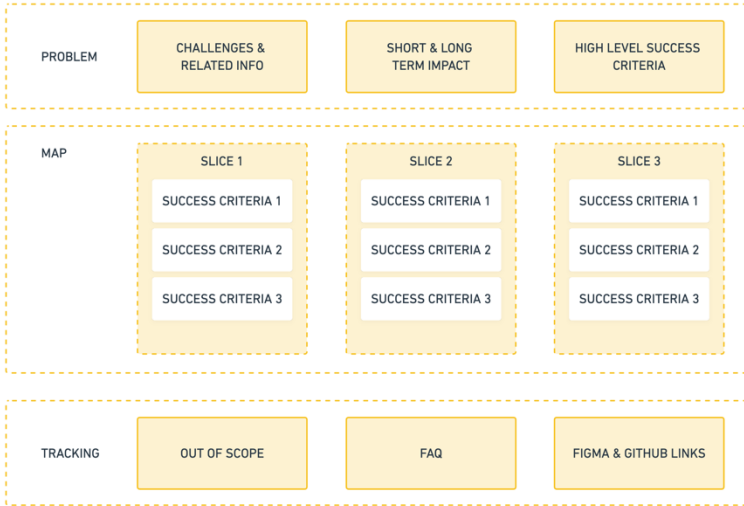 PROBLEM
CHALLENGES &
RELATED INFO
SHORT & LONG
TERM IMPACT
HIGH LEVEL SUCCESS
CRITERIA
MAP
SLICE 1
SUCCESS CRITERIA 1
SUCCESS CRITERIA 2
SUCCESS CRITERIA 3
SLICE 2
SUCCESS CRITERIA 1
SUCCESS CRITERIA 2
SUCCESS CRITERIA 3
SLICE 3
SUCCESS CRITERIA 1
SUCCESS CRITERIA 2
SUCCESS CRITERIA 3
TRACKING
OUT OF SCOPE
FAQ
FIGMA & GITHUB LINKS